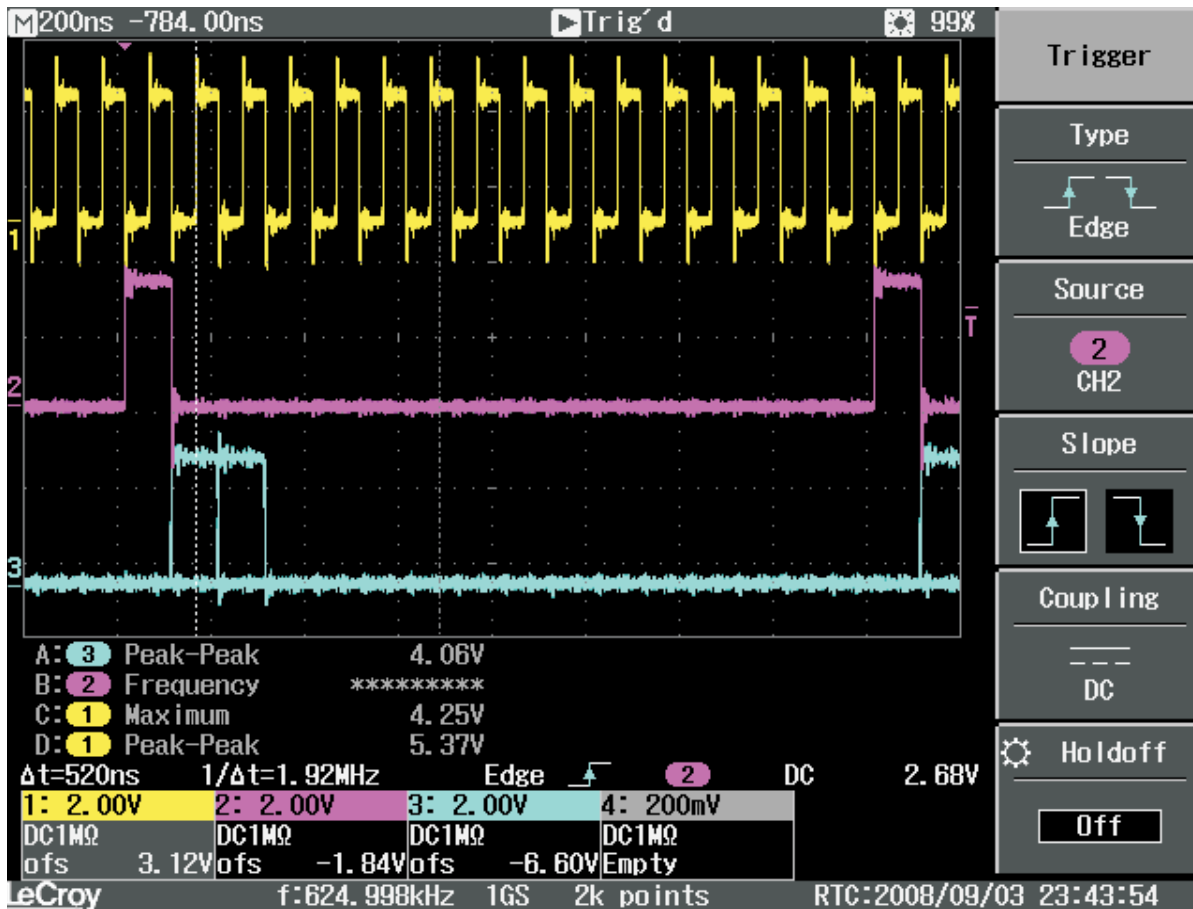 M 200ns -784.00ns Trig´d 99%
Trigger
Type
Edge
Source
2
CH2
Slope
Coupling
DC
Holdoff
Off
1
2
3
T
A: 3 Peak-Peak 4.06V
B: 2 Frequency *********
C: 1 Maximum 4.25V
D: 1 Peak-Peak 5.37V
Δt=520ns 1/Δt=1.92MHz Edge 2 DC 2.68V
1: 2.00V 2: 2.00V 3: 2.00V 4: 200mV
DC1MΩ DC1MΩ DC1MΩ DC1MΩ
ofs 3.12V ofs -1.84V ofs -6.60V Empty
LeCroy f:624.998kHz 1GS 2k points RTC:2008/09/03 23:43:54